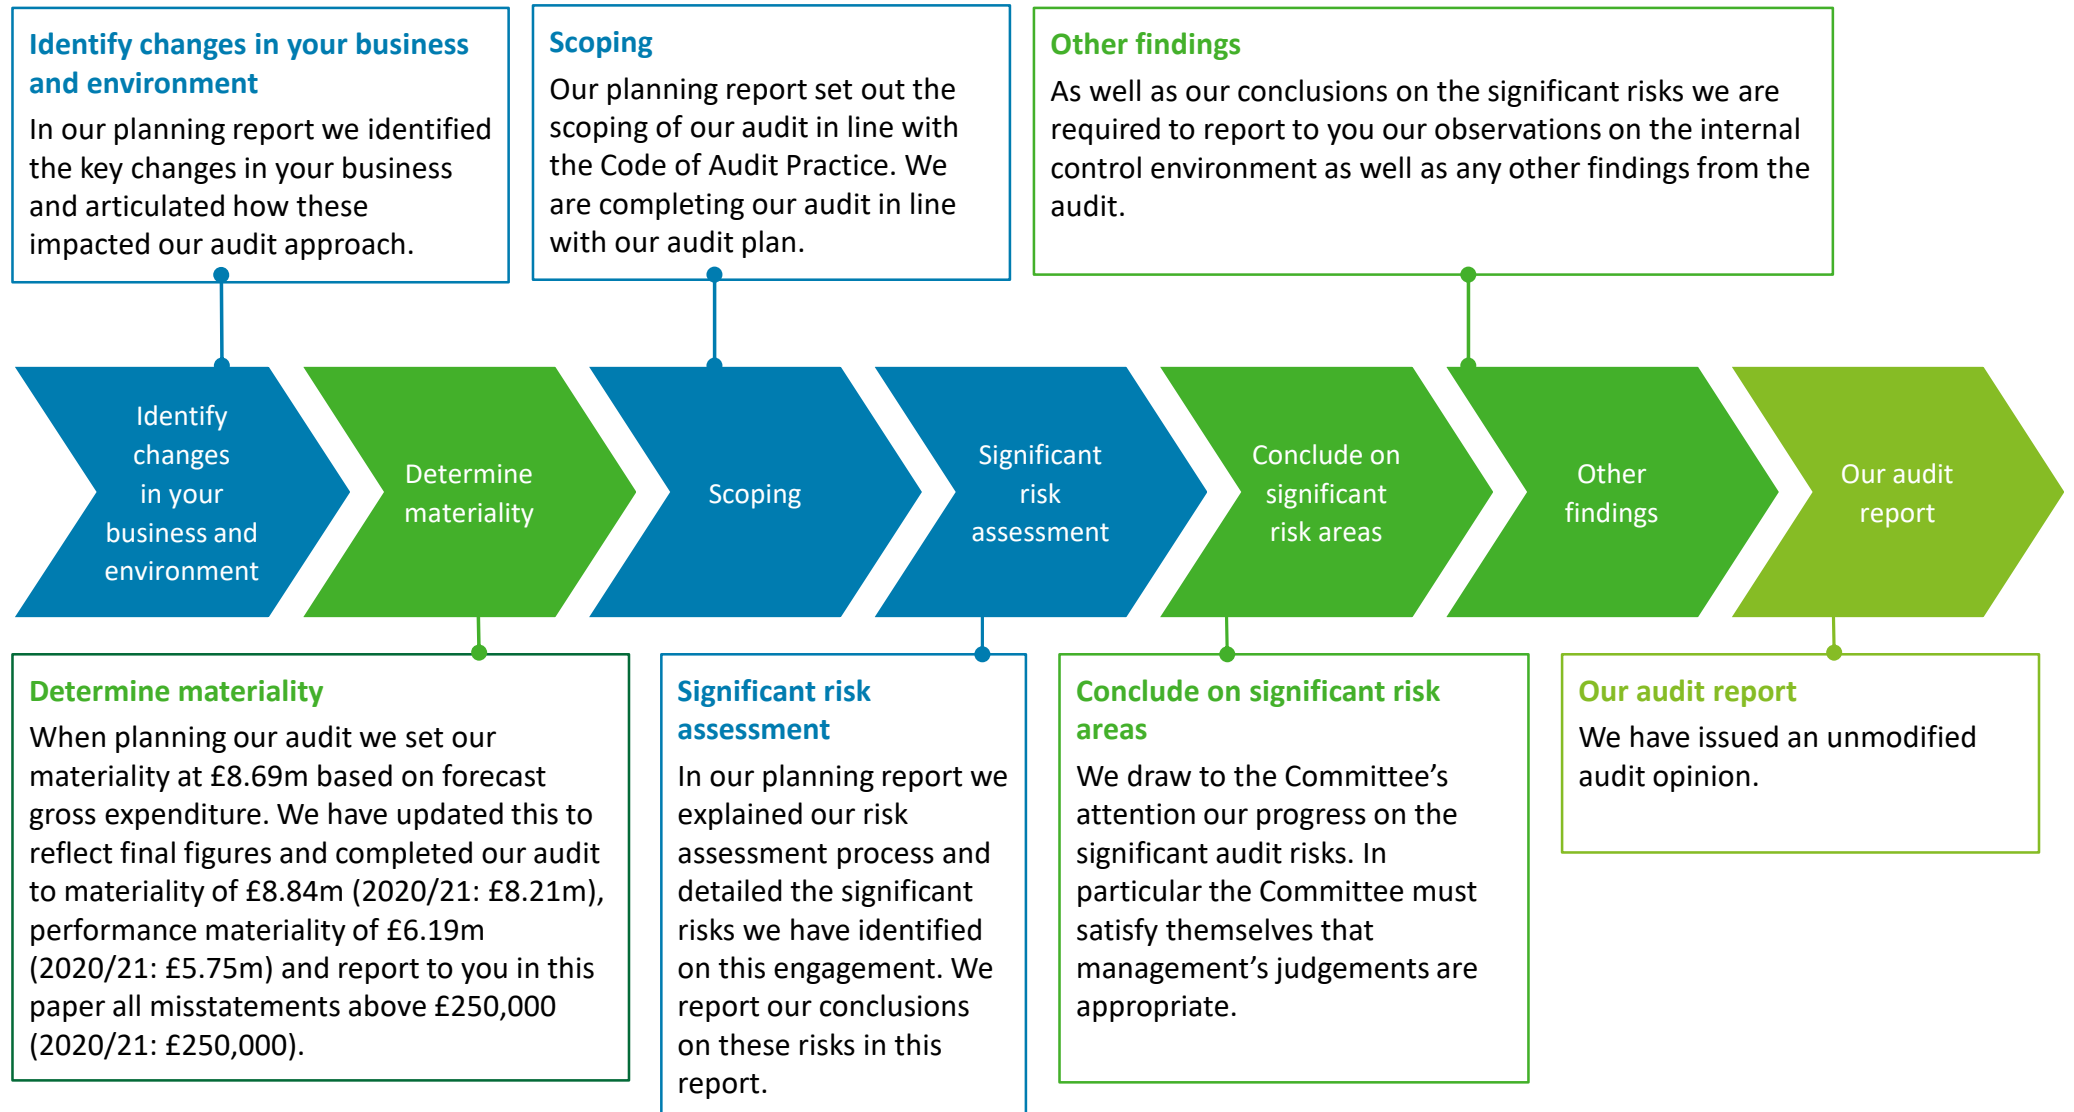 Identify changes in your business
and environment
In our planning report we identified
the key changes in your business
and articulated how these
impacted our audit approach.
Scoping
Our planning report set out the
scoping of our audit in line with
the Code of Audit Practice. We
are completing our audit in line
with our audit plan.
Other findings
As well as our conclusions on the significant risks we are
required to report to you our observations on the internal
control environment as well as any other findings from the
audit.
Identify
changes
in your
business and
environment
Determine
materiality
Scoping
Significant
risk
assessment
Conclude on
significant
risk areas
Other
findings
Our audit
report
Determine materiality
When planning our audit we set our
materiality at £8.69m based on forecast
gross expenditure. We have updated this to
reflect final figures and completed our audit
to materiality of £8.84m (2020/21: £8.21m),
performance materiality of £6.19m
(2020/21: £5.75m) and report to you in this
paper all misstatements above £250,000
(2020/21: £250,000).
Significant risk
assessment
In our planning report we
explained our risk
assessment process and
detailed the significant
risks we have identified
on this engagement. We
report our conclusions
on these risks in this
report.
Conclude on significant risk
areas
We draw to the Committee’s
attention our progress on the
significant audit risks. In
particular the Committee must
satisfy themselves that
management’s judgements are
appropriate.
Our audit report
We have issued an unmodified
audit opinion.